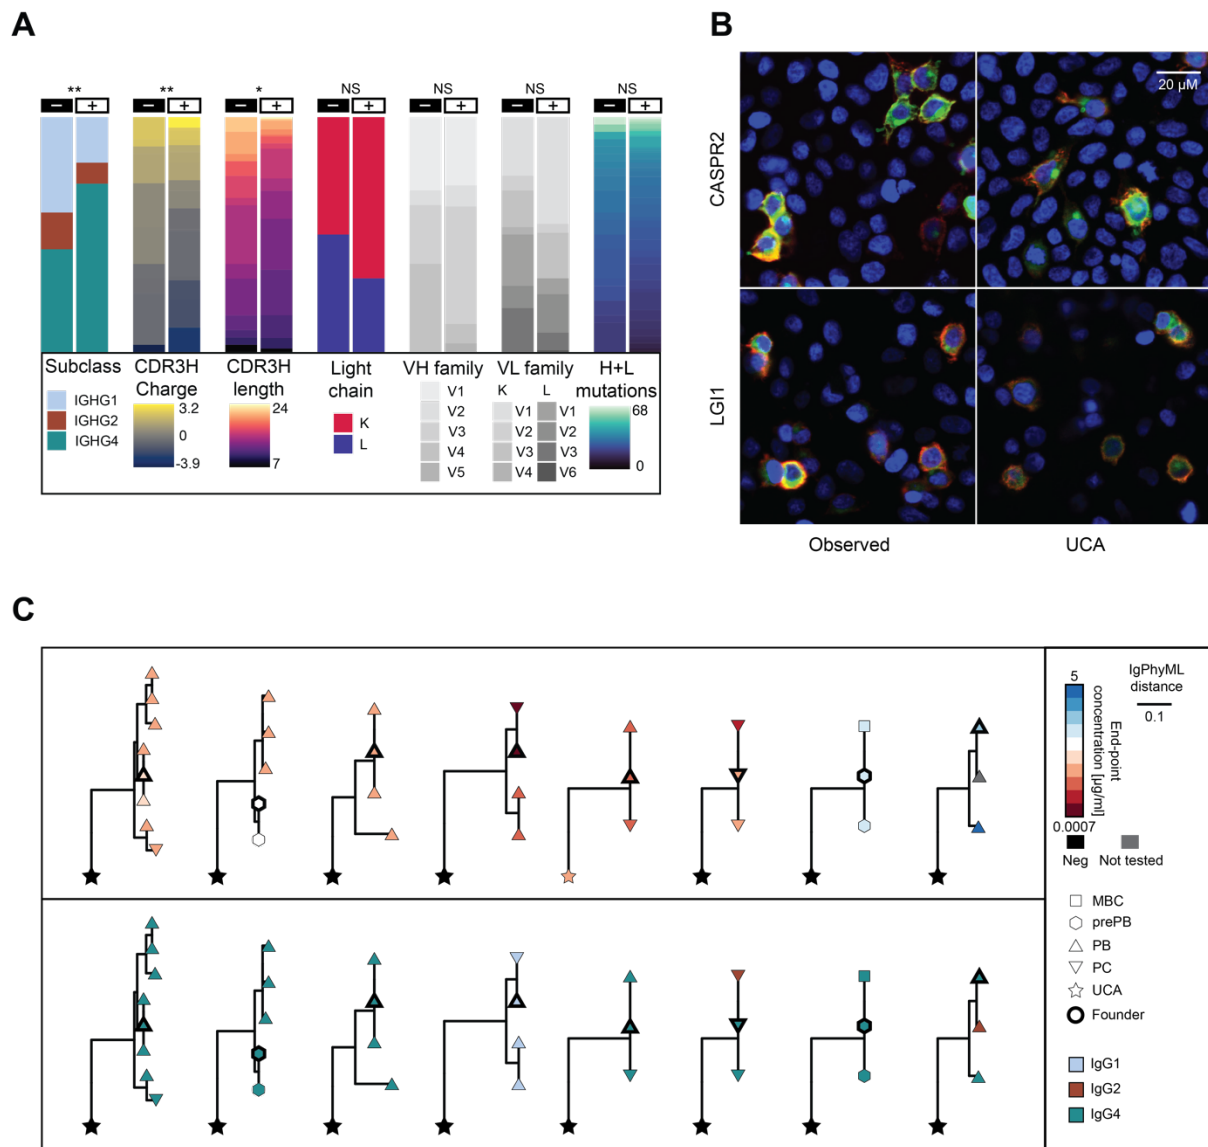 A
B
** ** * NS NS NS NS
– + – + – + – + – + – + – +
Subclass
IGHG1
IGHG2
IGHG4
CDR3H
Charge
3.2
0
-3.9
CDR3H
length
24
7
Light
chain
K
L
VH family
V1
V2
V3
V4
V5
VL family
K L
V1 V1
V2 V2
V3 V3
V4 V6
H+L
mutations
68
0
20 µM
CASPR2
LGI1
Observed
UCA
C
5
0.0007
End-point
concentration [µg/ml]
IgPhyML
distance
0.1
Neg
Not tested
MBC
prePB
PB
PC
UCA
Founder
IgG1
IgG2
IgG4